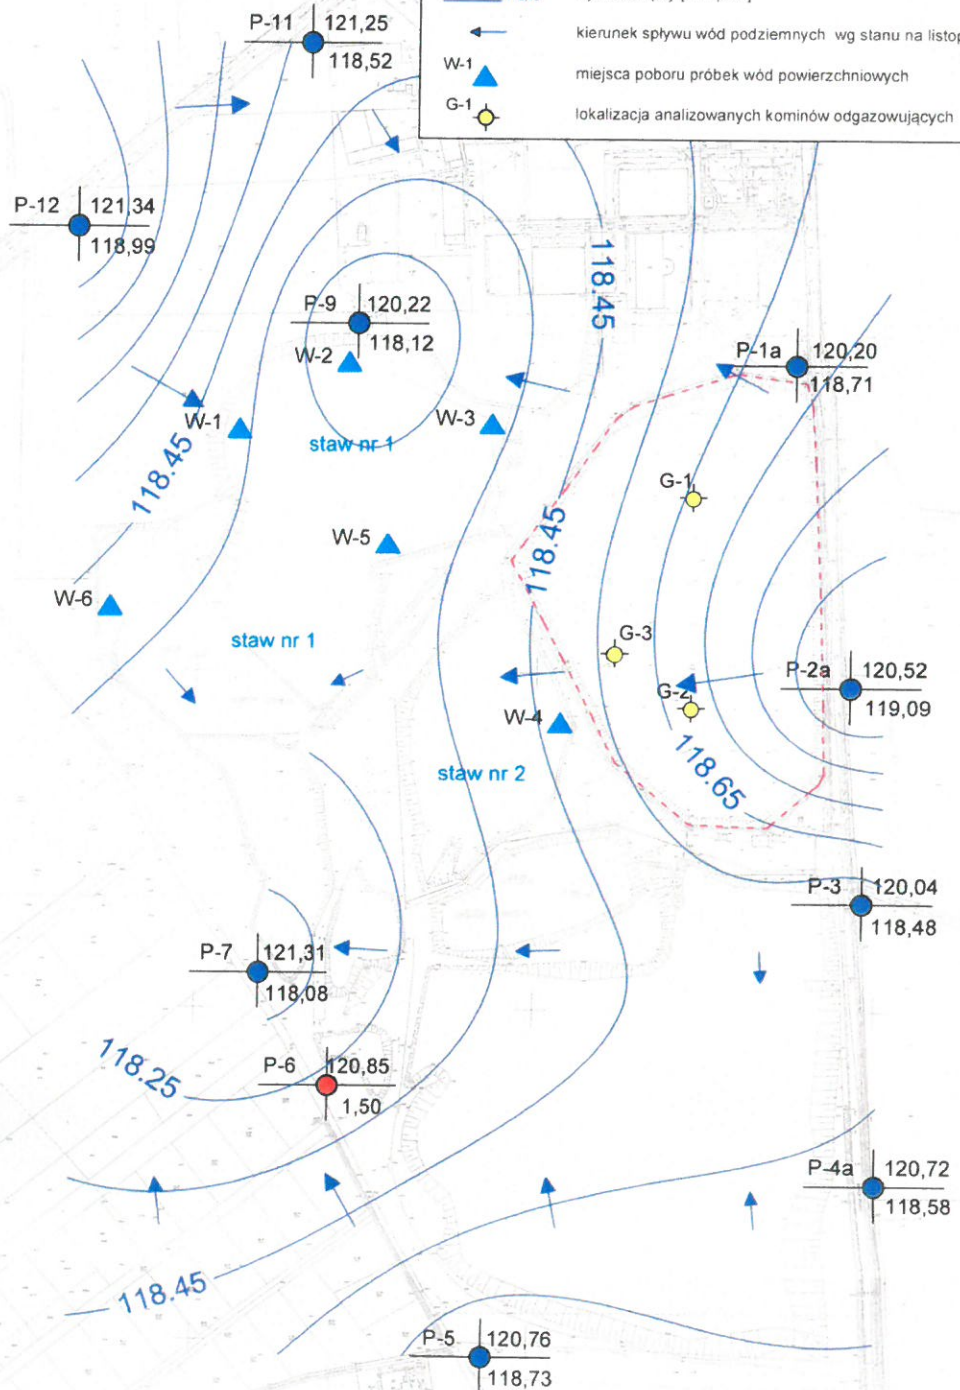 P-11 121,25
118,52
kierunek spływu wód podziemnych wg stanu na
W-1
miejsca poboru próbek wód powierzchniowych
G-1
lokalizacja analizowanych kominów odgazowujących
P-12 121,34
118,99
118.45
P-9 120,22
118,12
W-2
P-1a 120,20
118,71
W-1
W-3
staw nr 1
118.45
G-1
W-5
118.45
W-6
staw nr 1
G-3
P-2a 120,52
119,09
G-2
W-4
118.65
staw nr 2
P-3 120,04
118,48
P-7 121,31
118,08
118.25
P-6 120,85
1,50
P-4a 120,72
118,58
118.45
P-5 120,76
118,73